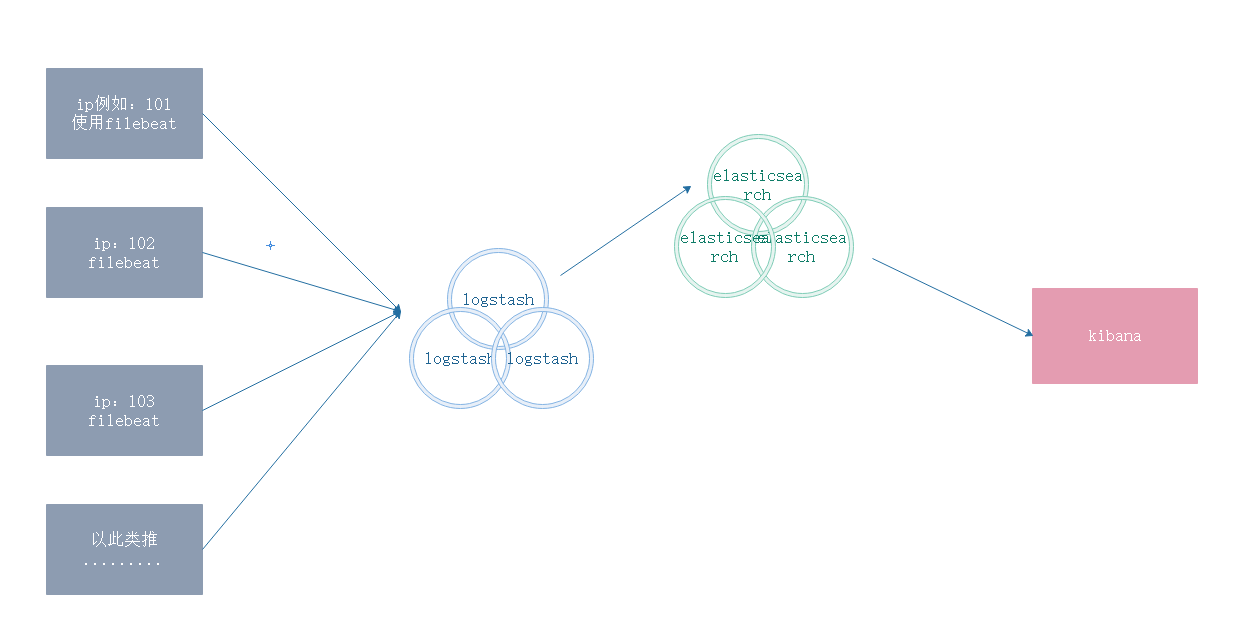 ip例如：101
使用filebeat
ip：102
filebeat
ip：103
filebeat
以此类推
.........
logstash
logstash
logstash
elasticsea
rch
elasticsea
rch
elasticsea
rch
kibana